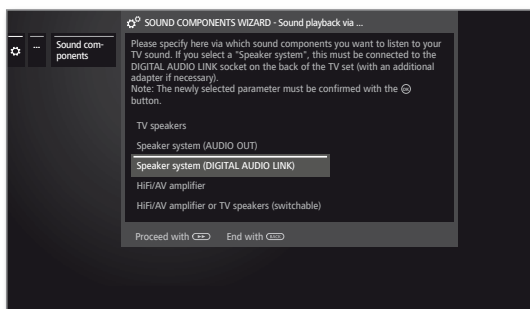 SOUND COMPONENTS WIZARD - Sound playback via ...
... Sound com-
ponents
Please specify here via which sound components you want to listen to your
TV sound. If you select a "Speaker system", this must be connected to the
DIGITAL AUDIO LINK socket on the back of the TV set (with an additional
adapter if necessary).
Note: The newly selected parameter must be confirmed with the OK
button.
TV speakers
Speaker system (AUDIO OUT)
Speaker system (DIGITAL AUDIO LINK)
HiFi/AV amplifier
HiFi/AV amplifier or TV speakers (switchable)
Proceed with End with BACK